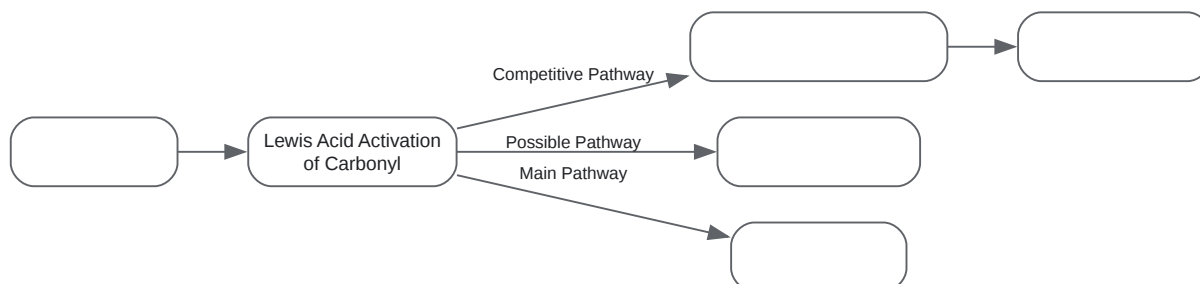 Competitive Pathway
Lewis Acid Activation
of Carbonyl
Possible Pathway
Main Pathway